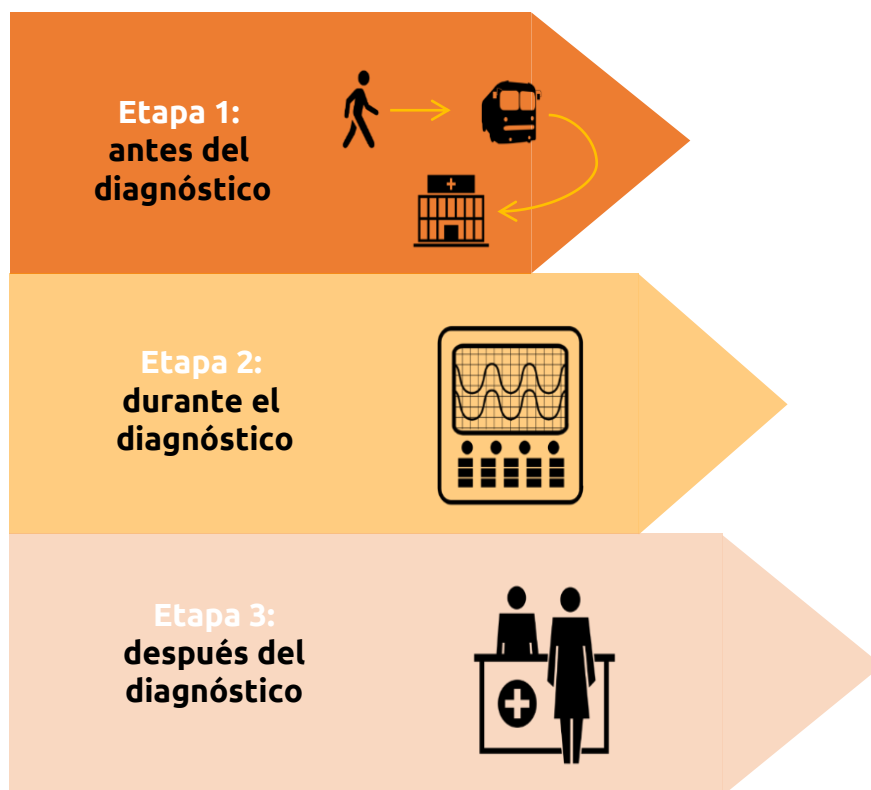 Etapa 1:
antes del
diagnóstico
Etapa 2:
durante el
diagnóstico
Etapa 3:
después del
diagnóstico